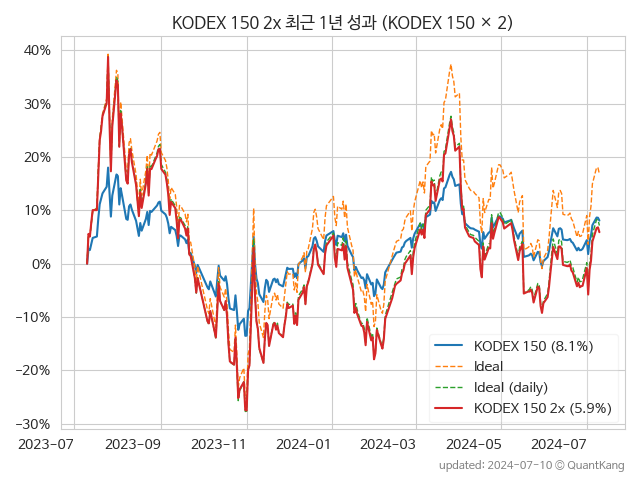 KODEX 150 2x 최근 1년 성과 (KODEX 150 × 2)
40%
30%
20%
10%
0%
−10%
−20%
−30%
2023-07
2023-09
2023-11
2024-01
2024-03
2024-05
2024-07
KODEX 150 (8.1%)
Ideal
Ideal (daily)
KODEX 150 2x (5.9%)
updated: 2024-07-10 © QuantKang